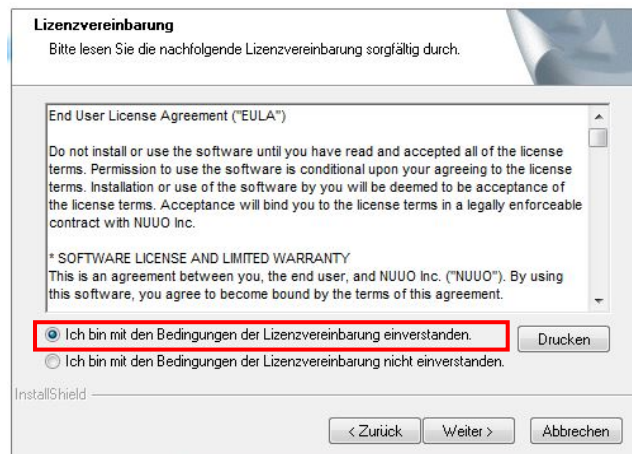 Lizenzvereinbarung
Bitte lesen Sie die nachfolgende Lizenzvereinbarung sorgfältig durch.
End User License Agreement ("EULA")
Do not install or use the software until you have read and accepted all of the license
terms. Permission to use the software is conditional upon your agreeing to the license
terms. Installation or use of the software by you will be deemed to be acceptance of
the license terms. Acceptance will bind you to the license terms in a legally enforceable
contract with NUUO Inc.
* SOFTWARE LICENSE AND LIMITED WARRANTY
This is an agreement between you, the end user, and NUUO Inc. ("NUUO"). By using
this software, you agree to become bound by the terms of this agreement.
Ich bin mit den Bedingungen der Lizenzvereinbarung einverstanden.
Drucken
Ich bin mit den Bedingungen der Lizenzvereinbarung nicht einverstanden.
InstallShield
< Zurück Weiter > Abbrechen